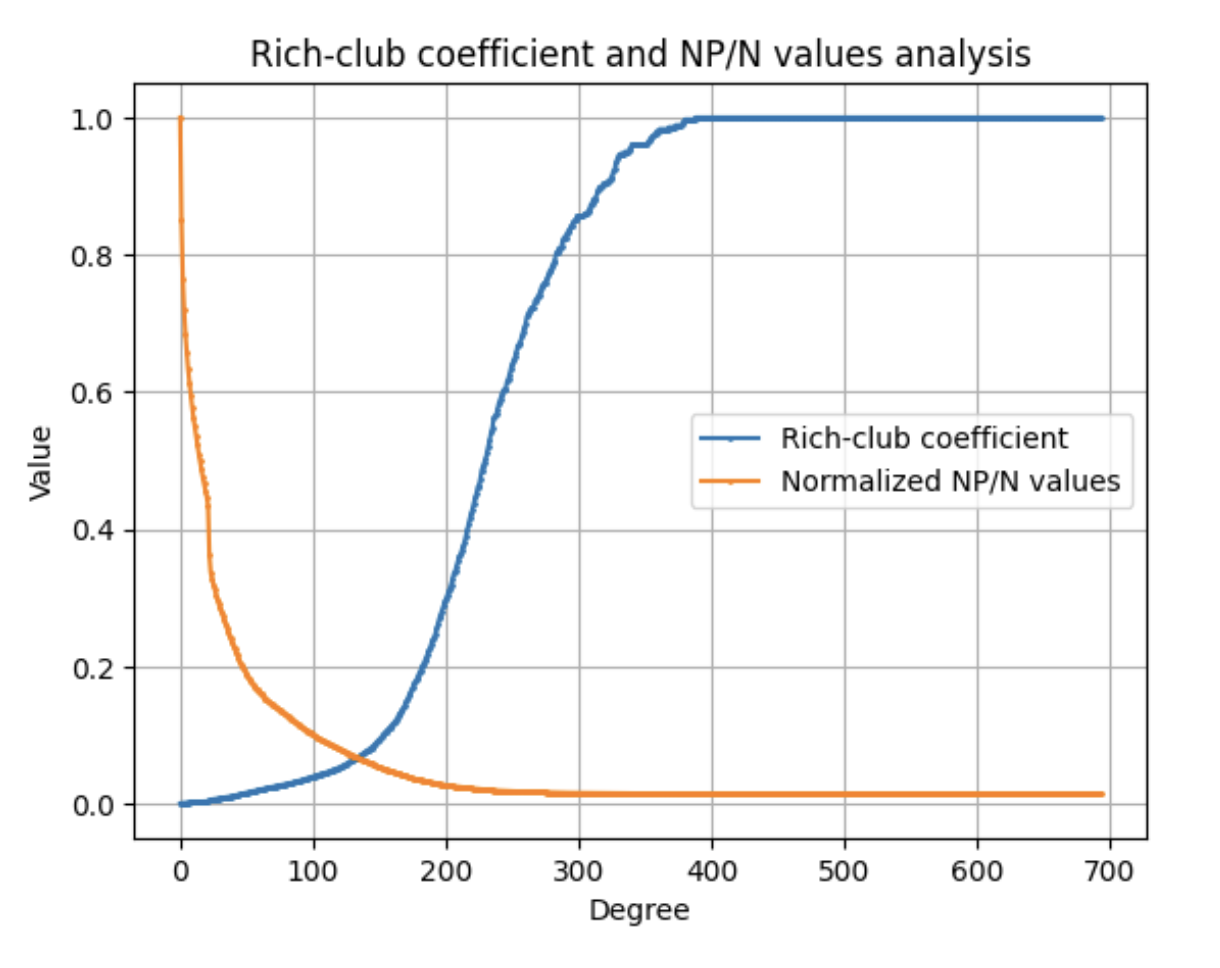 Rich-club coefficient and NP/N values analysis
1.0
0.8
0.6
0.4
0.2
0.0
Value
Rich-club coefficient
Normalized NP/N values
0 100 200 300 400 500 600 700
Degree